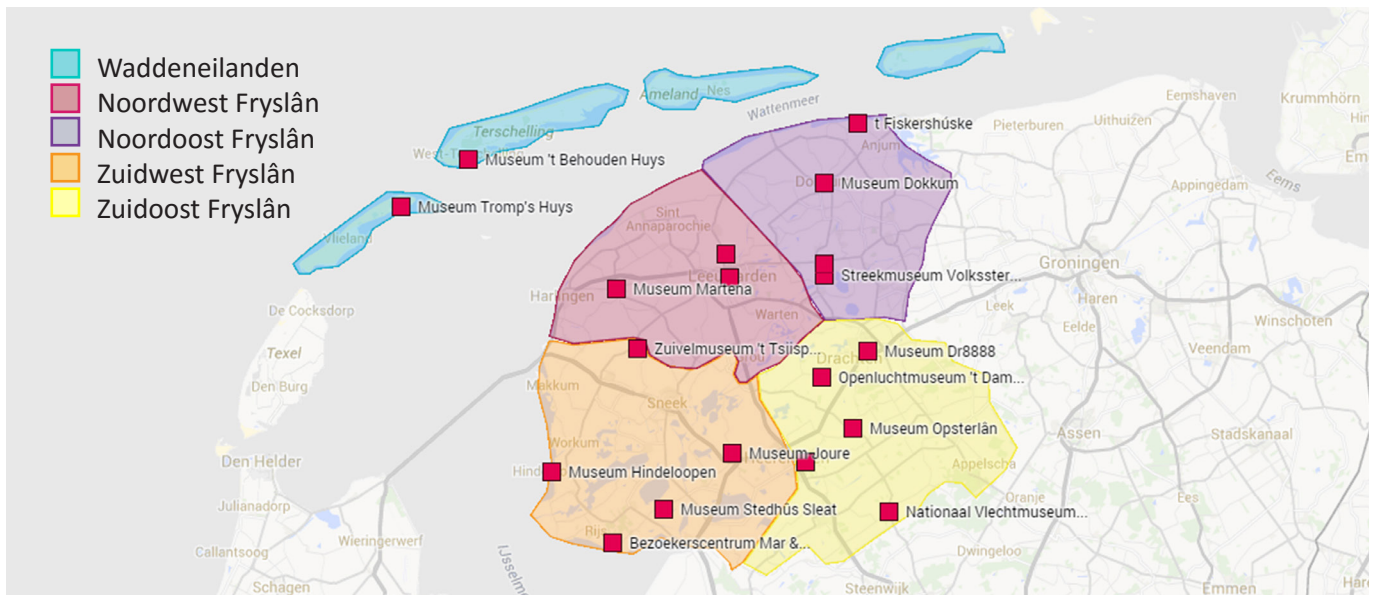 Waddeneilanden
Noordwest Fryslân
Noordoost Fryslân
Zuidwest Fryslân
Zuidoost Fryslân
Ameland
Nes
Wattenmeer
Terschelling
Museum 't Behouden Huys
Museum Tromp's Huys
Vlieland
't Fiskershúske
Anjum
Pieterburen
Uithuizen
Eemshaven
Krummhörn
Museum Dokkum
Appingedam
Eems
Sint
Annaparochie
Streekmuseum Volksster...
Groningen
Harlingen
Museum Martena
Warten
Leek
Haren
Eelde
Winschoten
De Cocksdorp
Texel
Den Burg
Zuivelmuseum 't Tsiisp...
Drachten
Museum Dr8888
Veendam
Openluchtmuseum 't Dam...
Makkum
Sneek
Museum Opsterlân
Assen
Stadskanaal
Workum
Museum Joure
Appelscha
Den Helder
Museum Hindeloopen
Julianadorp
Oranje
Ees
Museum Stedhûs Sleat
Nationaal Vlechtmuseum...
Rijs
Bezoekerscentrum Mar &...
Wieringerwerf
Callantsoog
Dwingeloo
Schagen
Steenwijk
Emmen